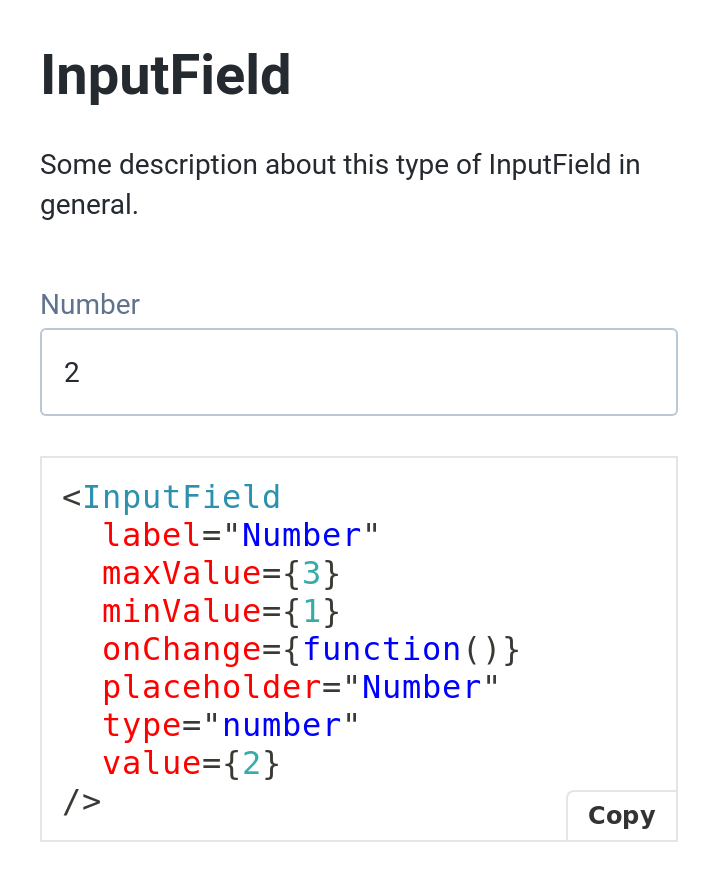 InputField
Some description about this type of InputField in
general.
Number
2
<InputField
  label="Number"
  maxValue={3}
  minValue={1}
  onChange={function()}
  placeholder="Number"
  type="number"
  value={2}
/>
Copy